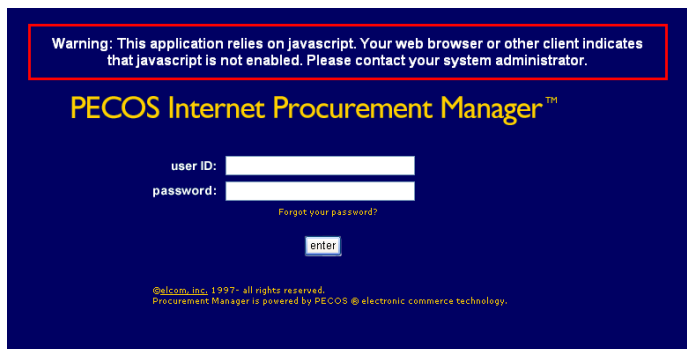 Warning: This application relies on javascript. Your web browser or other client indicates
that javascript is not enabled. Please contact your system administrator.
PECOS Internet Procurement Manager™
user ID:
password:
Forgot your password?
enter
©elcom, inc. 1997- all rights reserved.
Procurement Manager is powered by PECOS ® electronic commerce technology.